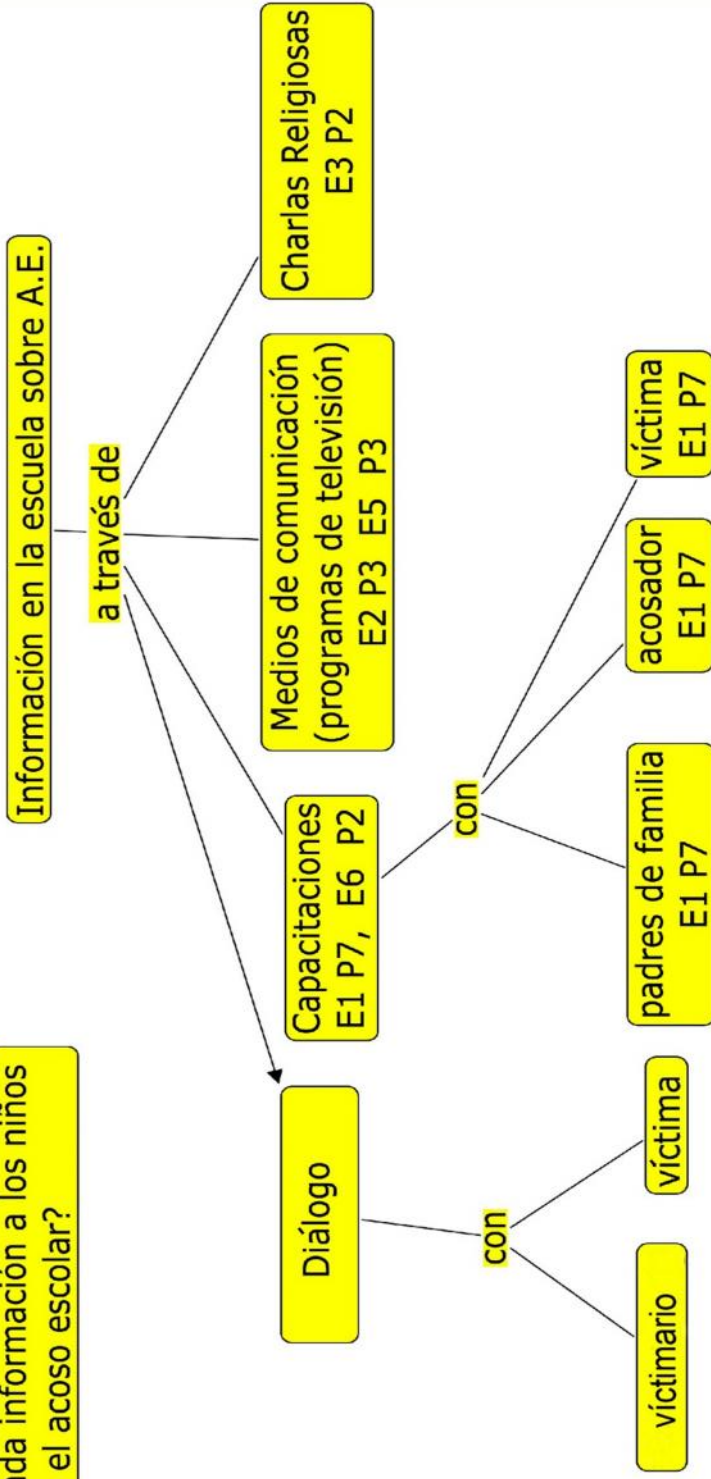 da información a los niños
el acoso escolar?
Información en la escuela sobre A.E.
a través de
Diálogo
Capacitaciones
E1 P7, E6 P2
Medios de comunicación
(programas de televisión)
E2 P3 E5 P3
Charlas Religiosas
E3 P2
con
con
víctimario
víctima
padres de familia
E1 P7
acosador
E1 P7
víctima
E1 P7